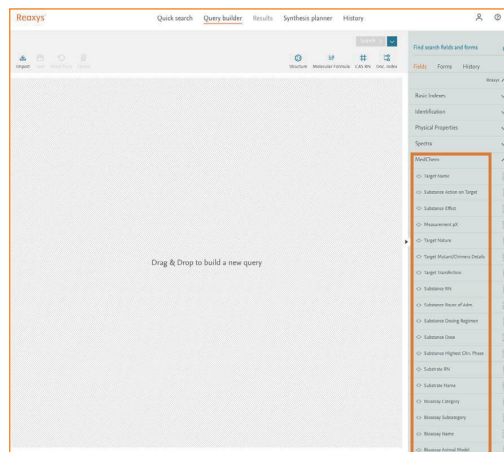 Reaxys
Quick search Query builder Results Synthesis planner History
Search
Import
Structure Molecular Formula CAS RN Doc. Index
Find search fields and forms
Fields Forms History
Reaxys
Basic Indexes
Identification
Physical Properties
Spectra
MedChem
Target Name
Substance Action on Target
Substance Effect
Measurement pX
Target Nature
Target Mutant/Chimera Details
Target Transfection
Substance RN
Substance Route of Adm.
Substance Dosing Regimen
Substance Dose
Substance Highest Clin. Phase
Substrate RN
Substrate Name
Bioassay Category
Bioassay Subcategory
Bioassay Name
Bioassay Animal Model
Drag & Drop to build a new query